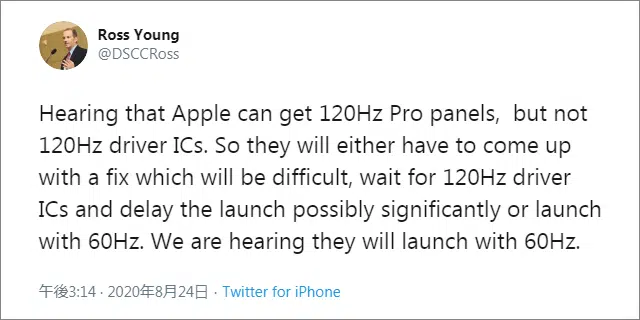 Ross Young
@DSCCRoss
Hearing that Apple can get 120Hz Pro panels,  but not
120Hz driver ICs. So they will either have to come up
with a fix which will be difficult, wait for 120Hz driver
ICs and delay the launch possibly significantly or launch
with 60Hz. We are hearing they will launch with 60Hz.
午後3:14 · 2020年8月24日 · Twitter for iPhone